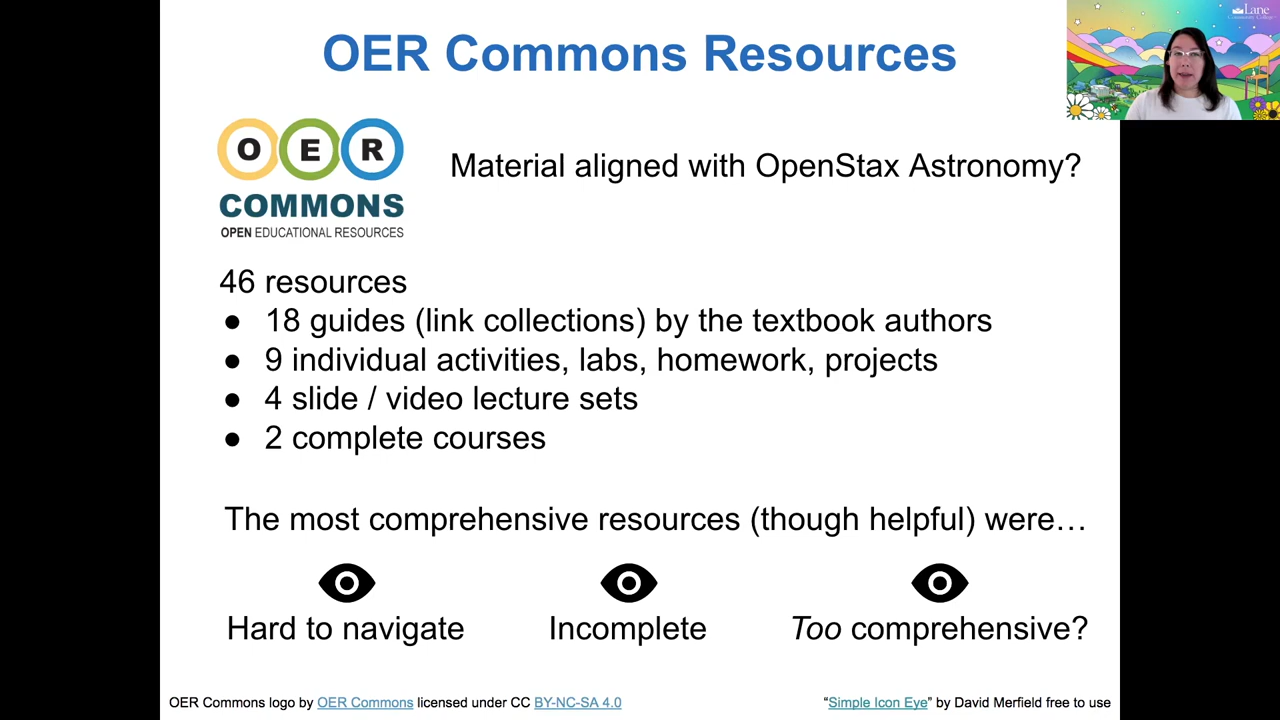 OER Commons Resources
Lane
Community College
O E R
COMMONS
OPEN EDUCATIONAL RESOURCES
Material aligned with OpenStax Astronomy?
46 resources
● 18 guides (link collections) by the textbook authors
● 9 individual activities, labs, homework, projects
● 4 slide / video lecture sets
● 2 complete courses
The most comprehensive resources (though helpful) were…
Hard to navigate
Incomplete
Too comprehensive?
OER Commons logo by OER Commons licensed under CC BY-NC-SA 4.0
“Simple Icon Eye” by David Merfield free to use